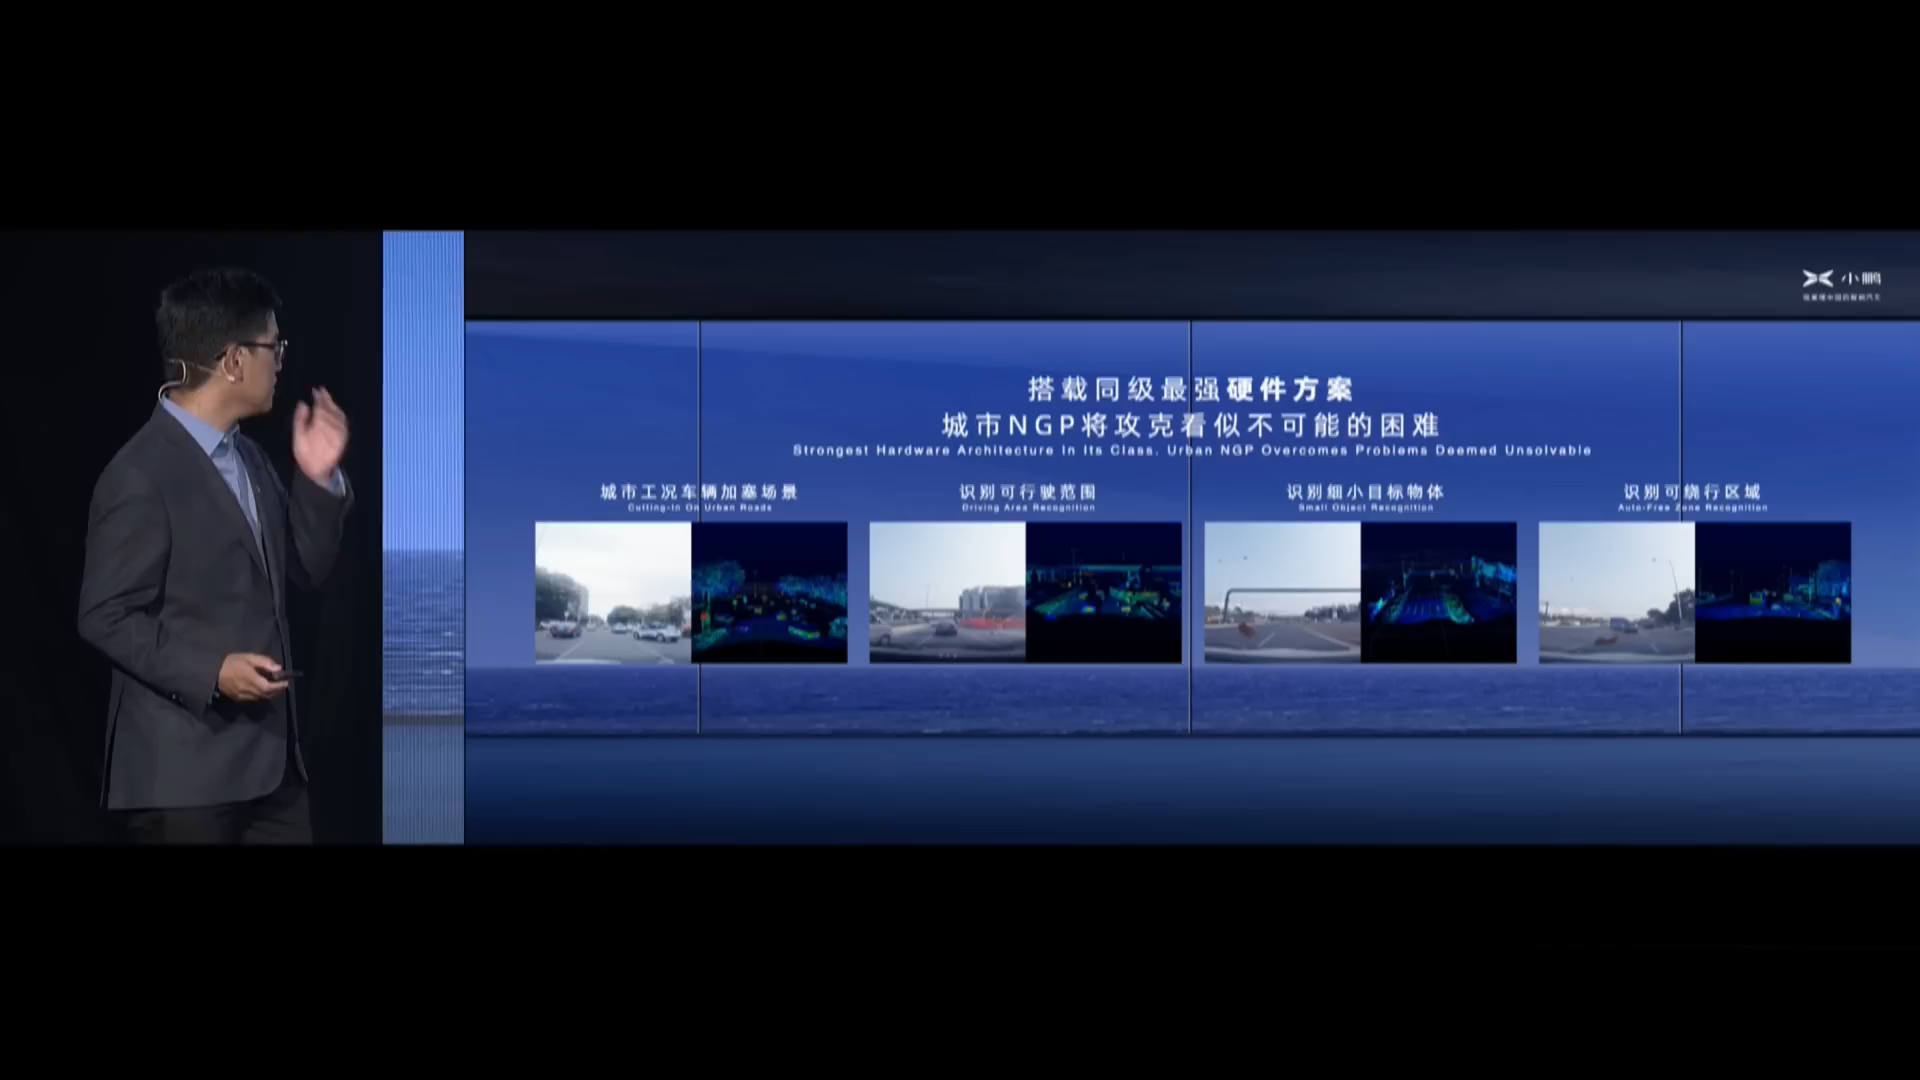 小鹏
搭载同级最强硬件方案
城市NGP将攻克看似不可能的困难
Strongest Hardware Architecture in Its Class. Urban NGP Overcomes Problems Deemed Unsolvable
城市工况车辆加塞场景
Cutting-In On Urban Roads
识别可行驶范围
Driving Area Recognition
识别细小目标物体
Small Object Recognition
识别可绕行区域
Auto-Free Zone Recognition